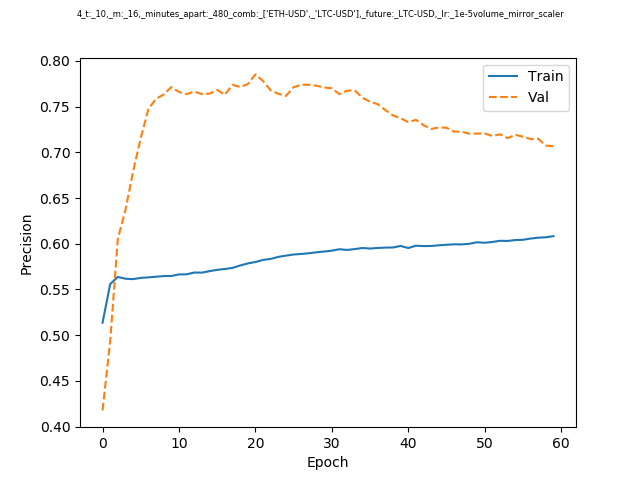 4_t:_10,_m:_16,_minutes_apart:_480_comb:_['ETH-USD',_'LTC-USD'],_future:_LTC-USD,_lr:_1e-5volume_mirror_scaler
Train
Val
0.80
0.75
0.70
0.65
0.60
0.55
0.50
0.45
0.40
Precision
0 10 20 30 40 50 60
Epoch